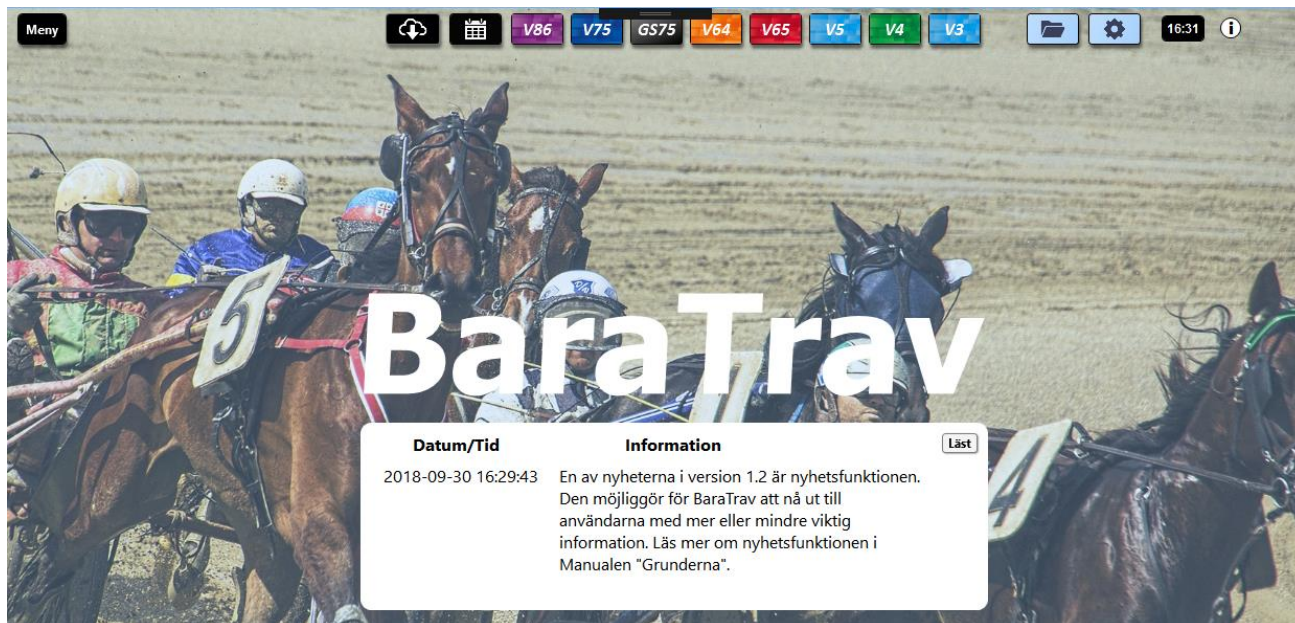 Meny
V86
V75
GS75
V64
V65
V5
V4
V3
16:31
i
5
BaraTrav
1
4
Datum/Tid
Information
Läst
2018-09-30 16:29:43
En av nyheterna i version 1.2 är nyhetsfunktionen.
Den möjliggör för BaraTrav att nå ut till
användarna med mer eller mindre viktig
information. Läs mer om nyhetsfunktionen i
Manualen "Grunderna".